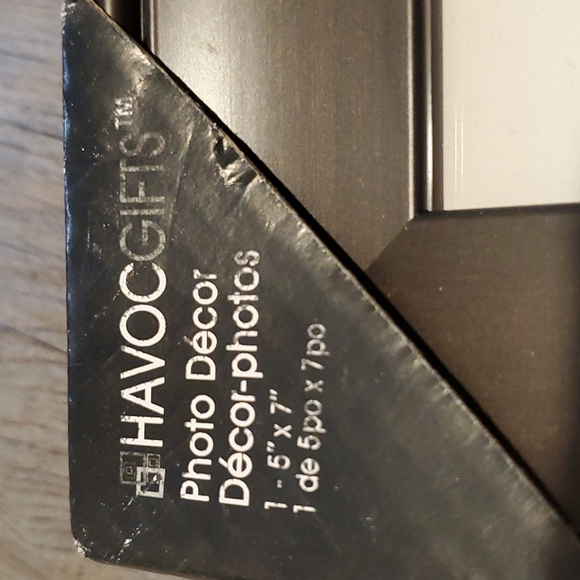 HAVOCGIFTS™
Photo Décor
Décor-photos
1 - 5" x 7"
1 de 5po x 7po